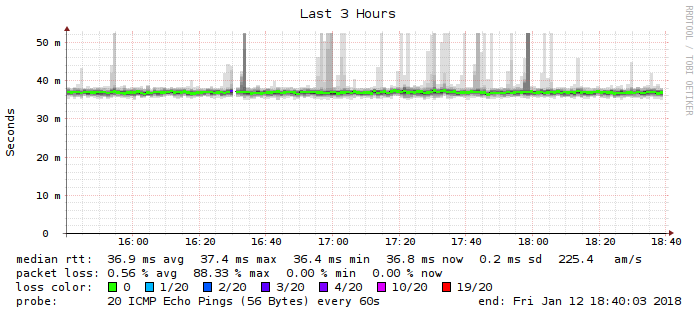 Last 3 Hours
RRDTOOL / TOBI OETIKER
Seconds
50 m
40 m
30 m
20 m
10 m
0
16:00 16:20 16:40 17:00 17:20 17:40 18:00 18:20 18:40
median rtt: 36.9 ms avg 37.4 ms max 36.4 ms min 36.8 ms now 0.2 ms sd 225.4 am/s
packet loss: 0.56 % avg 88.33 % max 0.00 % min 0.00 % now
loss color: 0 1/20 2/20 3/20 4/20 10/20 19/20
probe: 20 ICMP Echo Pings (56 Bytes) every 60s end: Fri Jan 12 18:40:03 2018